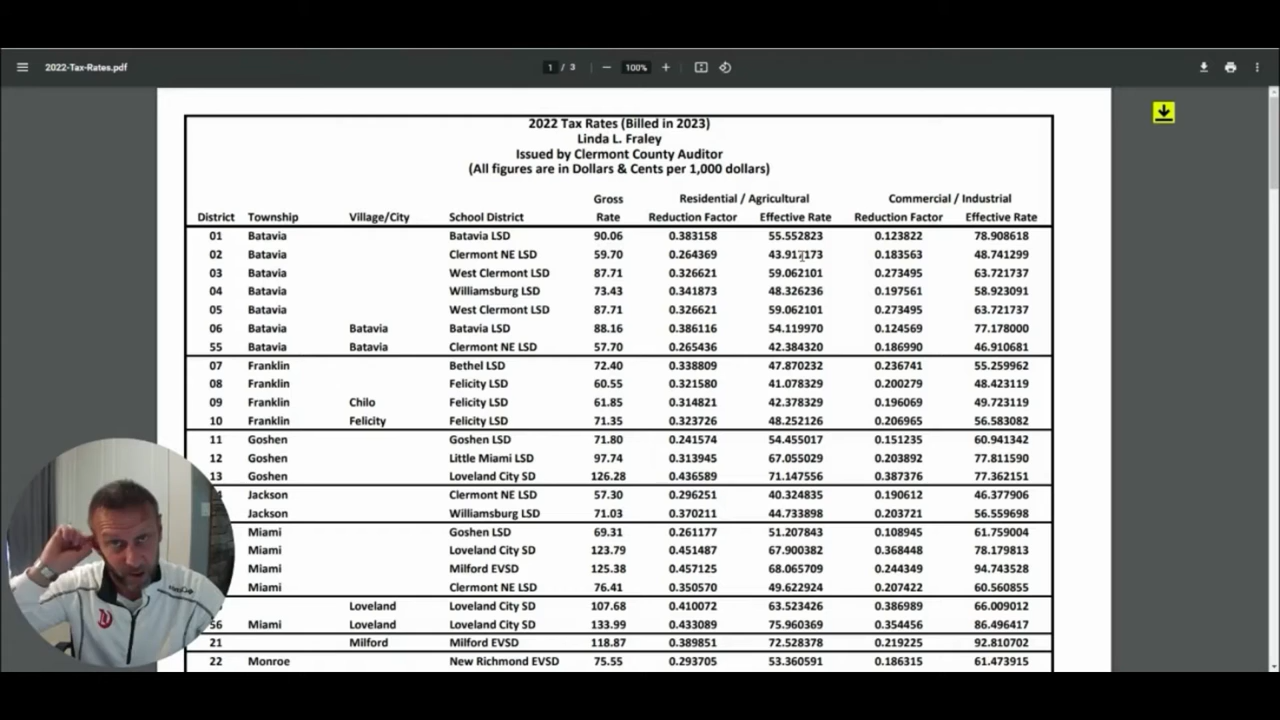 2022-Tax-Rates.pdf 1 / 3 100%
2022 Tax Rates (Billed in 2023)
Linda L. Fraley
Issued by Clermont County Auditor
(All figures are in Dollars & Cents per 1,000 dollars)
Gross Residential / Agricultural Commercial / Industrial
District Township Village/City School District Rate Reduction Factor Effective Rate Reduction Factor Effective Rate
01 Batavia Batavia LSD 90.06 0.383158 55.552823 0.123822 78.908618
02 Batavia Clermont NE LSD 59.70 0.264369 43.917173 0.183563 48.741299
03 Batavia West Clermont LSD 87.71 0.326621 59.062101 0.273495 63.721737
04 Batavia Williamsburg LSD 73.43 0.341873 48.326236 0.197561 58.923091
05 Batavia West Clermont LSD 87.71 0.326621 59.062101 0.273495 63.721737
06 Batavia Batavia Batavia LSD 88.16 0.386116 54.119970 0.124569 77.178000
55 Batavia Batavia Clermont NE LSD 57.70 0.265436 42.384320 0.186990 46.910681
07 Franklin Bethel LSD 72.40 0.338809 47.870232 0.236741 55.259962
08 Franklin Felicity LSD 60.55 0.321580 41.078329 0.200279 48.423119
09 Franklin Chilo Felicity LSD 61.85 0.314821 42.378329 0.196069 49.723119
10 Franklin Felicity Felicity LSD 71.35 0.323726 48.252126 0.206965 56.583082
11 Goshen Goshen LSD 71.80 0.241574 54.455017 0.151235 60.941342
12 Goshen Little Miami LSD 97.74 0.313945 67.055029 0.203892 77.811590
13 Goshen Loveland City SD 126.28 0.436589 71.147556 0.387376 77.362151
Jackson Clermont NE LSD 57.30 0.296251 40.324835 0.190612 46.377906
Jackson Williamsburg LSD 71.03 0.370211 44.733898 0.203721 56.559698
Miami Goshen LSD 69.31 0.261177 51.207843 0.108945 61.759004
Miami Loveland City SD 123.79 0.451487 67.900382 0.368448 78.179813
Miami Milford EVSD 125.38 0.457125 68.065709 0.244349 94.743528
Miami Clermont NE LSD 76.41 0.350570 49.622924 0.207422 60.560855
Loveland Loveland City SD 107.68 0.410072 63.523426 0.386989 66.009012
56 Miami Loveland Loveland City SD 133.99 0.433089 75.960369 0.354456 86.496417
21 Milford Milford EVSD 118.87 0.389851 72.528378 0.219225 92.810702
22 Monroe New Richmond EVSD 75.55 0.293705 53.360591 0.186315 61.473915